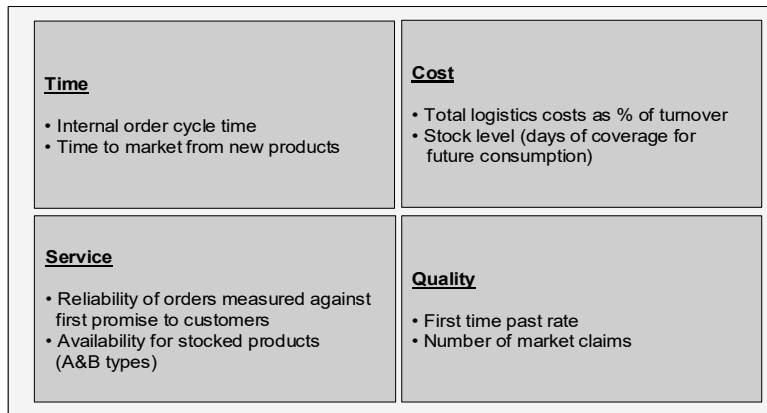 Time
• Internal order cycle time
• Time to market from new products
Cost
• Total logistics costs as % of turnover
• Stock level (days of coverage for
future consumption)
Service
• Reliability of orders measured against
first promise to customers
• Availability for stocked products
(A&B types)
Quality
• First time past rate
• Number of market claims